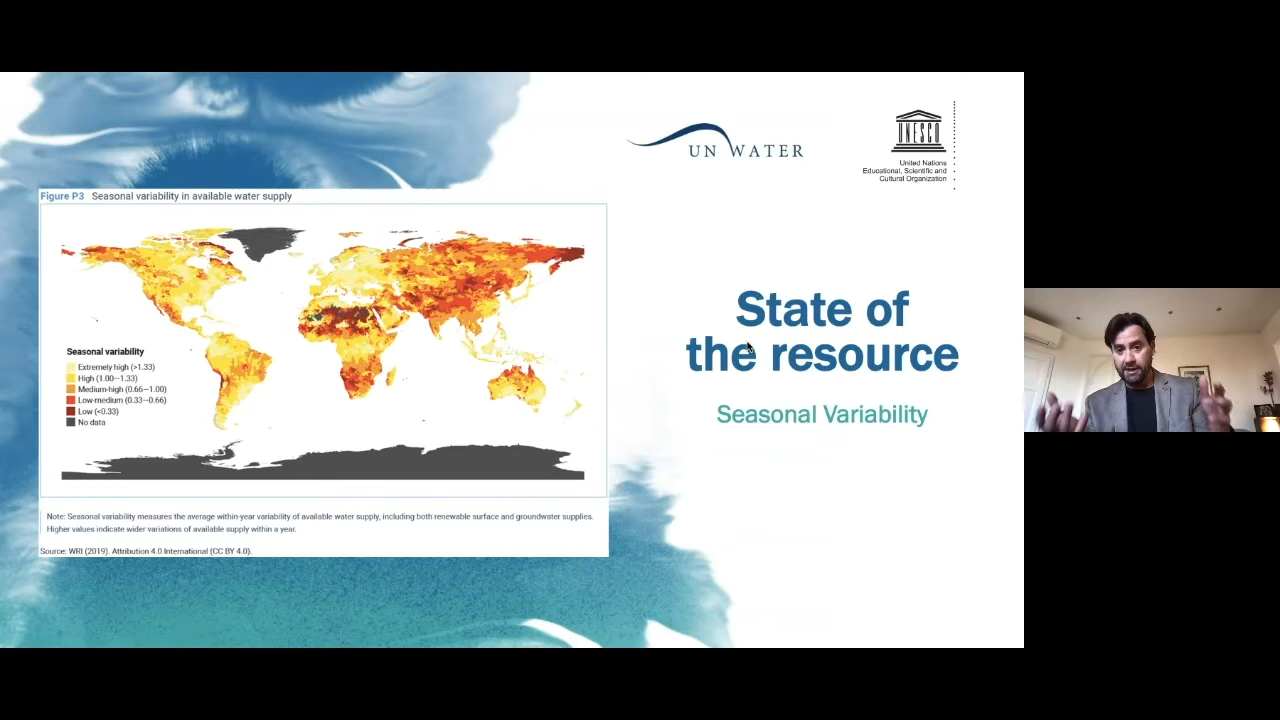 UN WATER
UNESCO
United Nations
Educational, Scientific and
Cultural Organization
Figure P3 Seasonal variability in available water supply
Seasonal variability
Extremely high (>1.33)
High (1.00—1.33)
Medium-high (0.66—1.00)
Low-medium (0.33—0.66)
Low (<0.33)
No data
Note: Seasonal variability measures the average within-year variability of available water supply, including both renewable surface and groundwater supplies.
Higher values indicate wider variations of available supply within a year.
Source: WRI (2019). Attribution 4.0 International (CC BY 4.0).
State of
the resource
Seasonal Variability